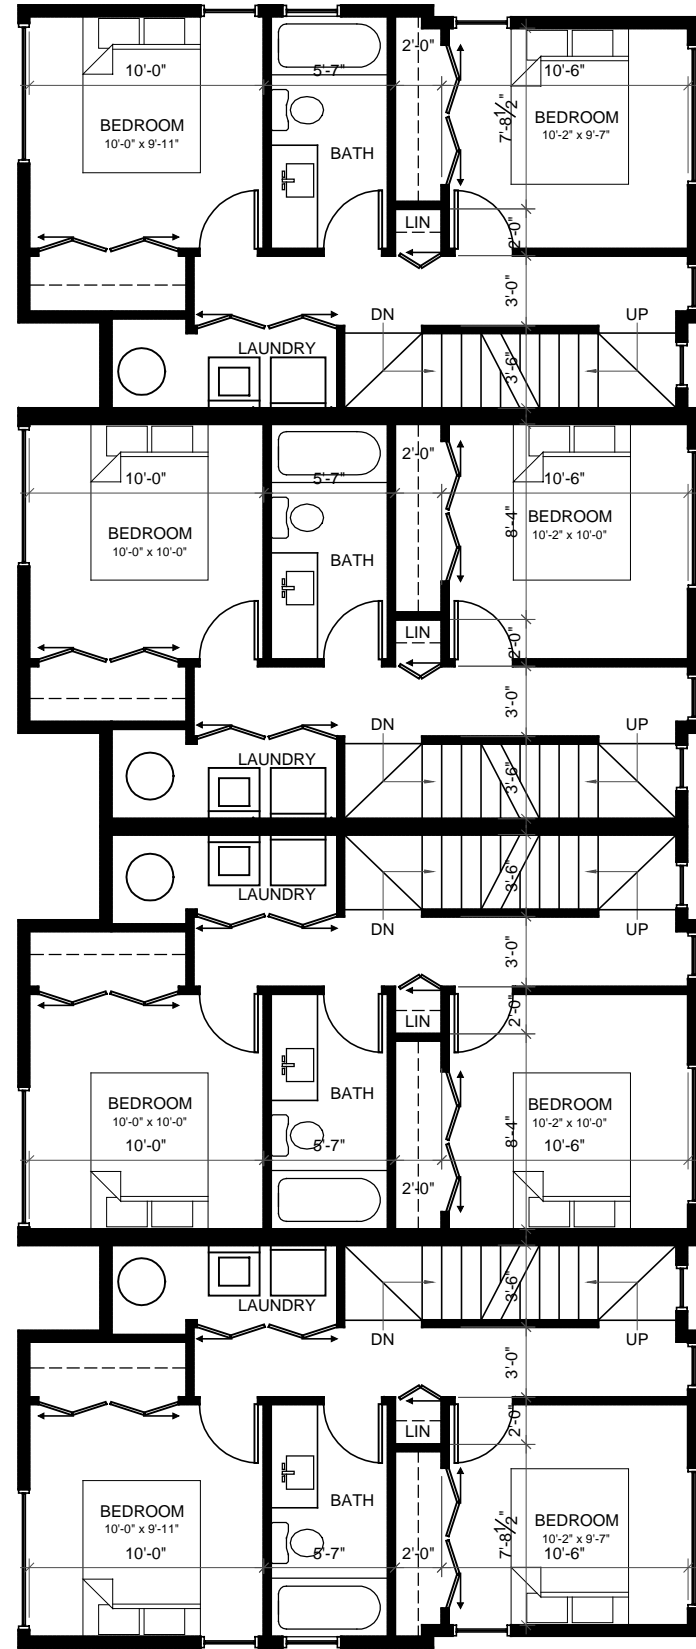 2'-0"
10'-0"
5'-7"
10'-6"
7'-8½"
BEDROOM
10'-0" x 9'-11"
BEDROOM
10'-2" x 9'-7"
BATH
LIN
2'-0"
3'-0"
DN
UP
LAUNDRY
3'-6"
2'-0"
10'-0"
5'-7"
10'-6"
BEDROOM
10'-0" x 10'-0"
8'-4"
BEDROOM
10'-2" x 10'-0"
BATH
LIN
2'-0"
3'-0"
DN
UP
LAUNDRY
3'-6"
3'-6"
LAUNDRY
DN
UP
3'-0"
2'-0"
LIN
BATH
BEDROOM
10'-0" x 10'-0"
BEDROOM
10'-2" x 10'-0"
8'-4"
10'-0"
5'-7"
10'-6"
2'-0"
3'-6"
LAUNDRY
DN
UP
3'-0"
2'-0"
LIN
BATH
BEDROOM
10'-0" x 9'-11"
7'-8½"
BEDROOM
10'-2" x 9'-7"
10'-0"
5'-7"
2'-0"
10'-6"